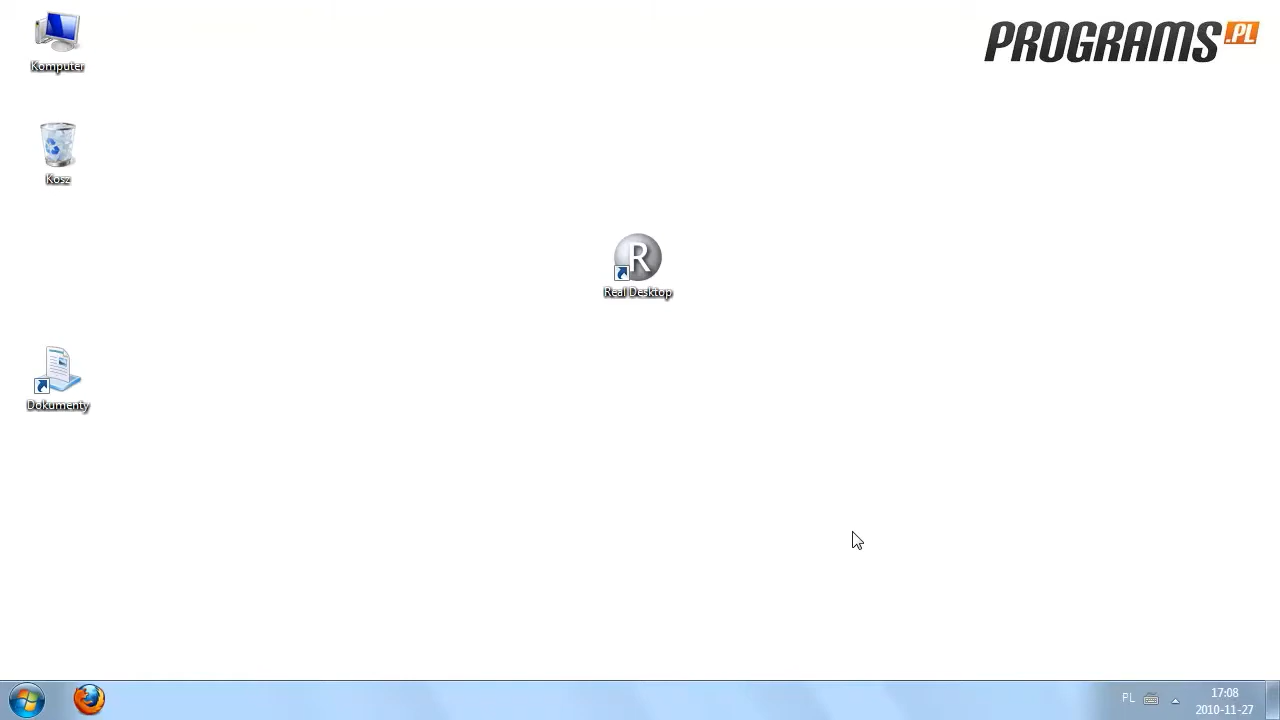 Komputer
PROGRAMS.PL
Kosz
R
Real Desktop
Dokumenty
PL
17:08
2010-11-27